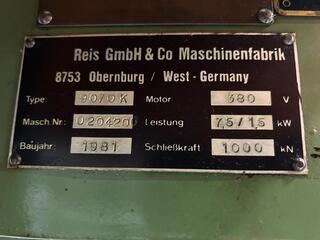 Reis GmbH & Co Maschinenfabrik
8753 Obernburg / West - Germany
Type: 90/DK Motor 380 V
Masch.Nr.: 020420 Leistung 7,5/1,5 kW
Baujahr: 1981 Schließkraft 1000 kN